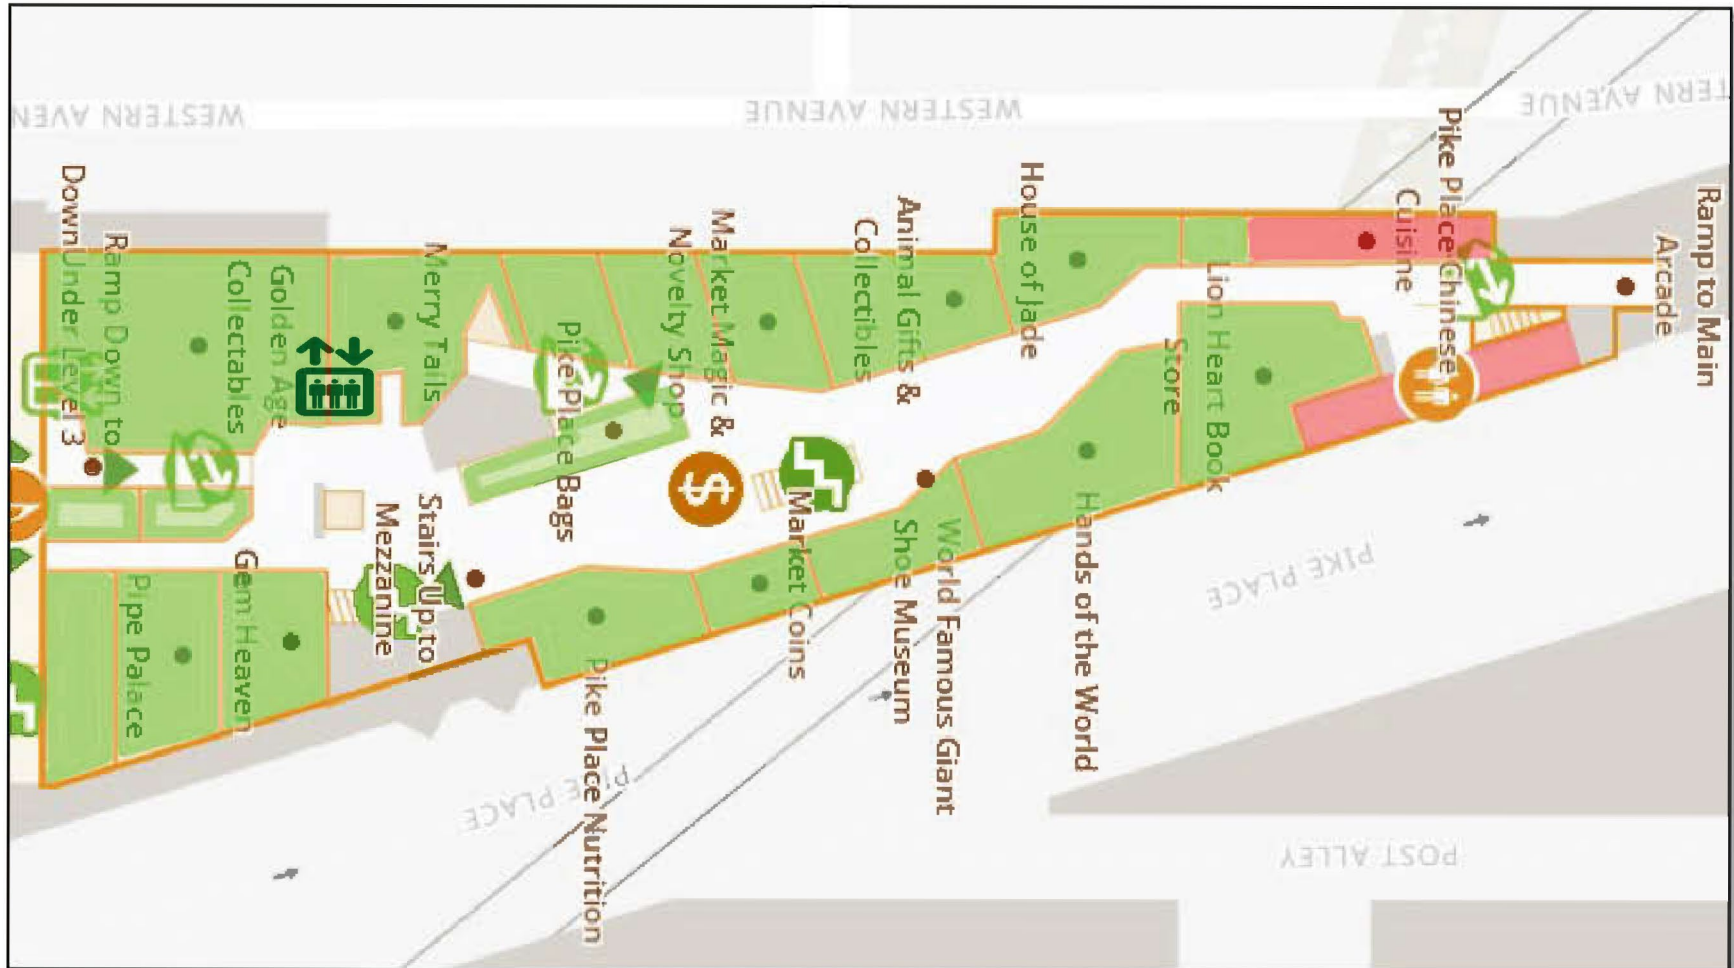 WESTERN AVEN
WESTERN AVENUE
TERN AVENUE
Ramp Down to
DownUnder Level 3
Golden Age
Collectables
Merry Tails
Pike Place Bags
Market Magic &
Novelty Shop
Animal Gifts &
Collectibles
House of Jade
Lion Heart Book
Store
Pike Place Chinese
Cuisine
Ramp to Main
Arcade
Pipe Palace
Gem Heaven
Stairs Up to
Mezzanine
$
Market Coins
World Famous Giant
Shoe Museum
Hands of the World
Pike Place Nutrition
PIKE PLACE
PIKE PLACE
POST ALLEY